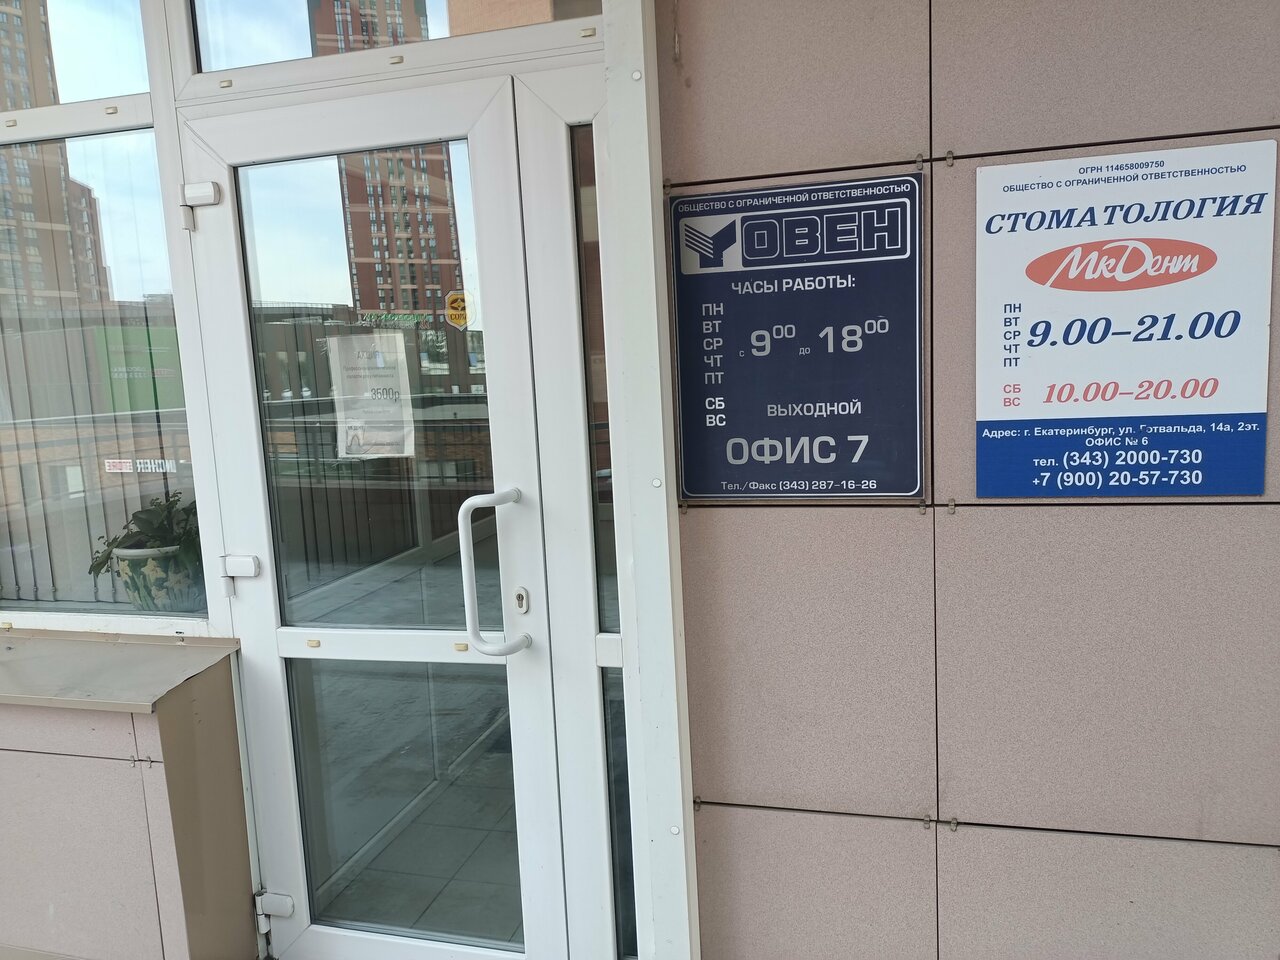 ОБЩЕСТВО С ОГРАНИЧЕННОЙ ОТВЕТСТВЕННОСТЬЮ
ОВЕН
ЧАСЫ РАБОТЫ:
ПН
ВТ
СР
ЧТ
ПТ
с 9 00 до 18 00
СБ
ВС
ВЫХОДНОЙ
ОФИС 7
Тел./Факс (343) 287-16-26
ОГРН 114658009750
ОБЩЕСТВО С ОГРАНИЧЕННОЙ ОТВЕТСТВЕННОСТЬЮ
СТОМАТОЛОГИЯ
МкДент
ПН
ВТ
СР
ЧТ
ПТ
9.00–21.00
СБ
ВС
10.00–20.00
Адрес: г. Екатеринбург, ул. Готвальда, 14а, 2эт.
ОФИС № 6
тел. (343) 2000-730
+7 (900) 20-57-730
3500р